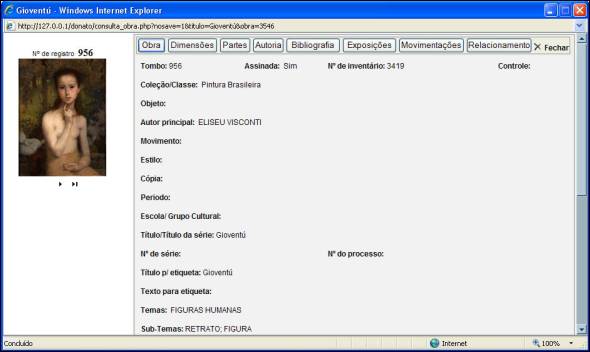 Gioventú - Windows Internet Explorer
http://127.0.0.1/donato/consulta_obra.php?nosave=1&titulo=Gioventú&obra=3546
Obra Dimensões Partes Autoria Bibliografia Exposições Movimentações Relacionamento Fechar
Nº de registro 956
Tombo: 956 Assinada: Sim Nº de inventário: 3419 Controle:
Coleção/Classe: Pintura Brasileira
Objeto:
Autor principal: ELISEU VISCONTI
Movimento:
Estilo:
Cópia:
Periodo:
Escola/ Grupo Cultural:
Título/Título da série: Gioventú
Nº de série: Nº do processo:
Título p/ etiqueta: Gioventú
Texto para etiqueta:
Temas: FIGURAS HUMANAS
Sub-Temas: RETRATO; FIGURA
Concluído Internet 100%